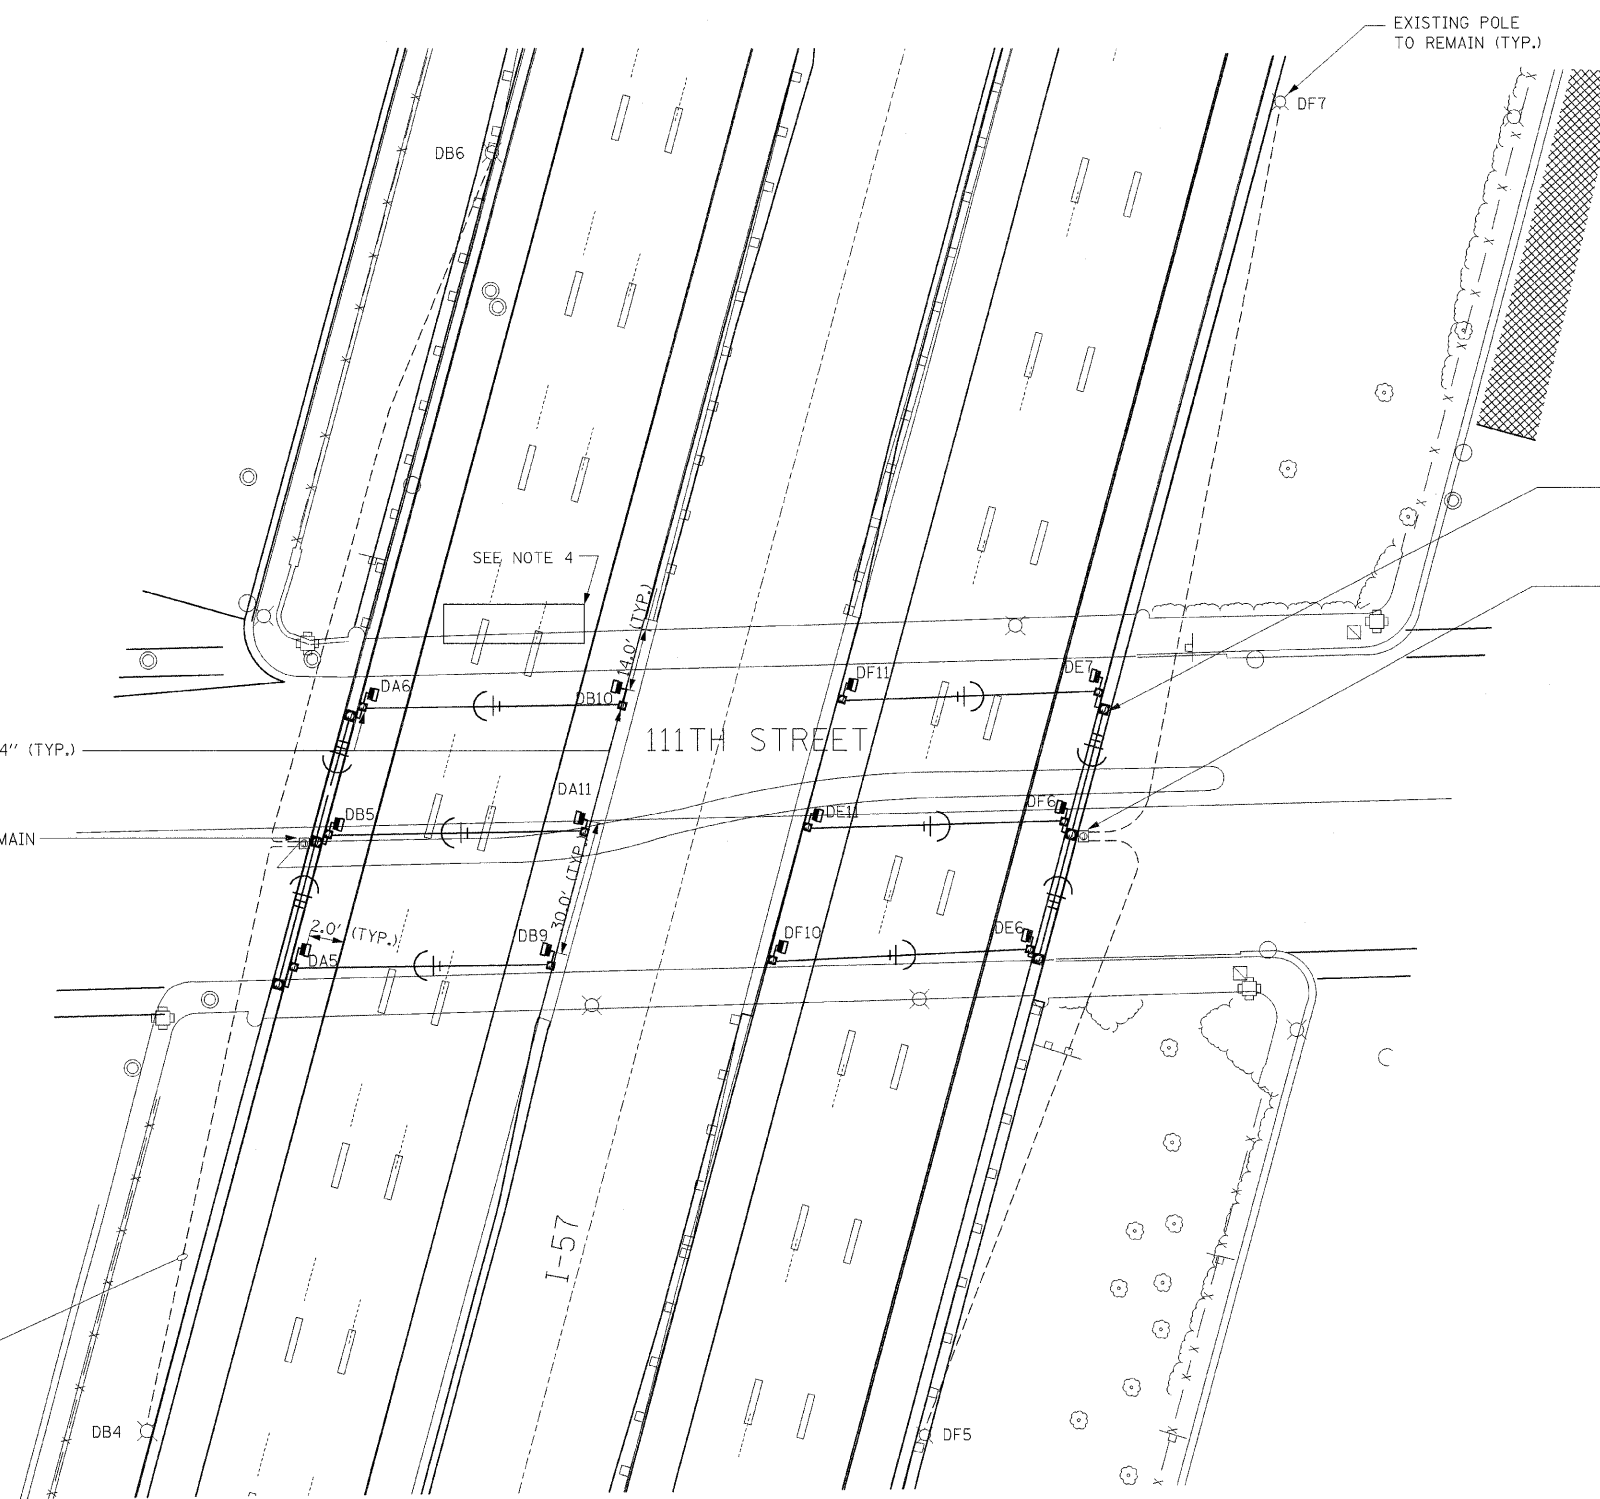 EXISTING POLE
TO REMAIN (TYP.)
DF7
DB6
SEE NOTE 4
14.0' (TYP.)
DA6
DB10
DF11
DE7
4'' (TYP.)
111TH STREET
DA11
DB5
DE11
DF6
MAIN
30.0' (TYP.)
2.0' (TYP.)
DA5
DB9
DF10
DE6
I-57
DB4
DF5